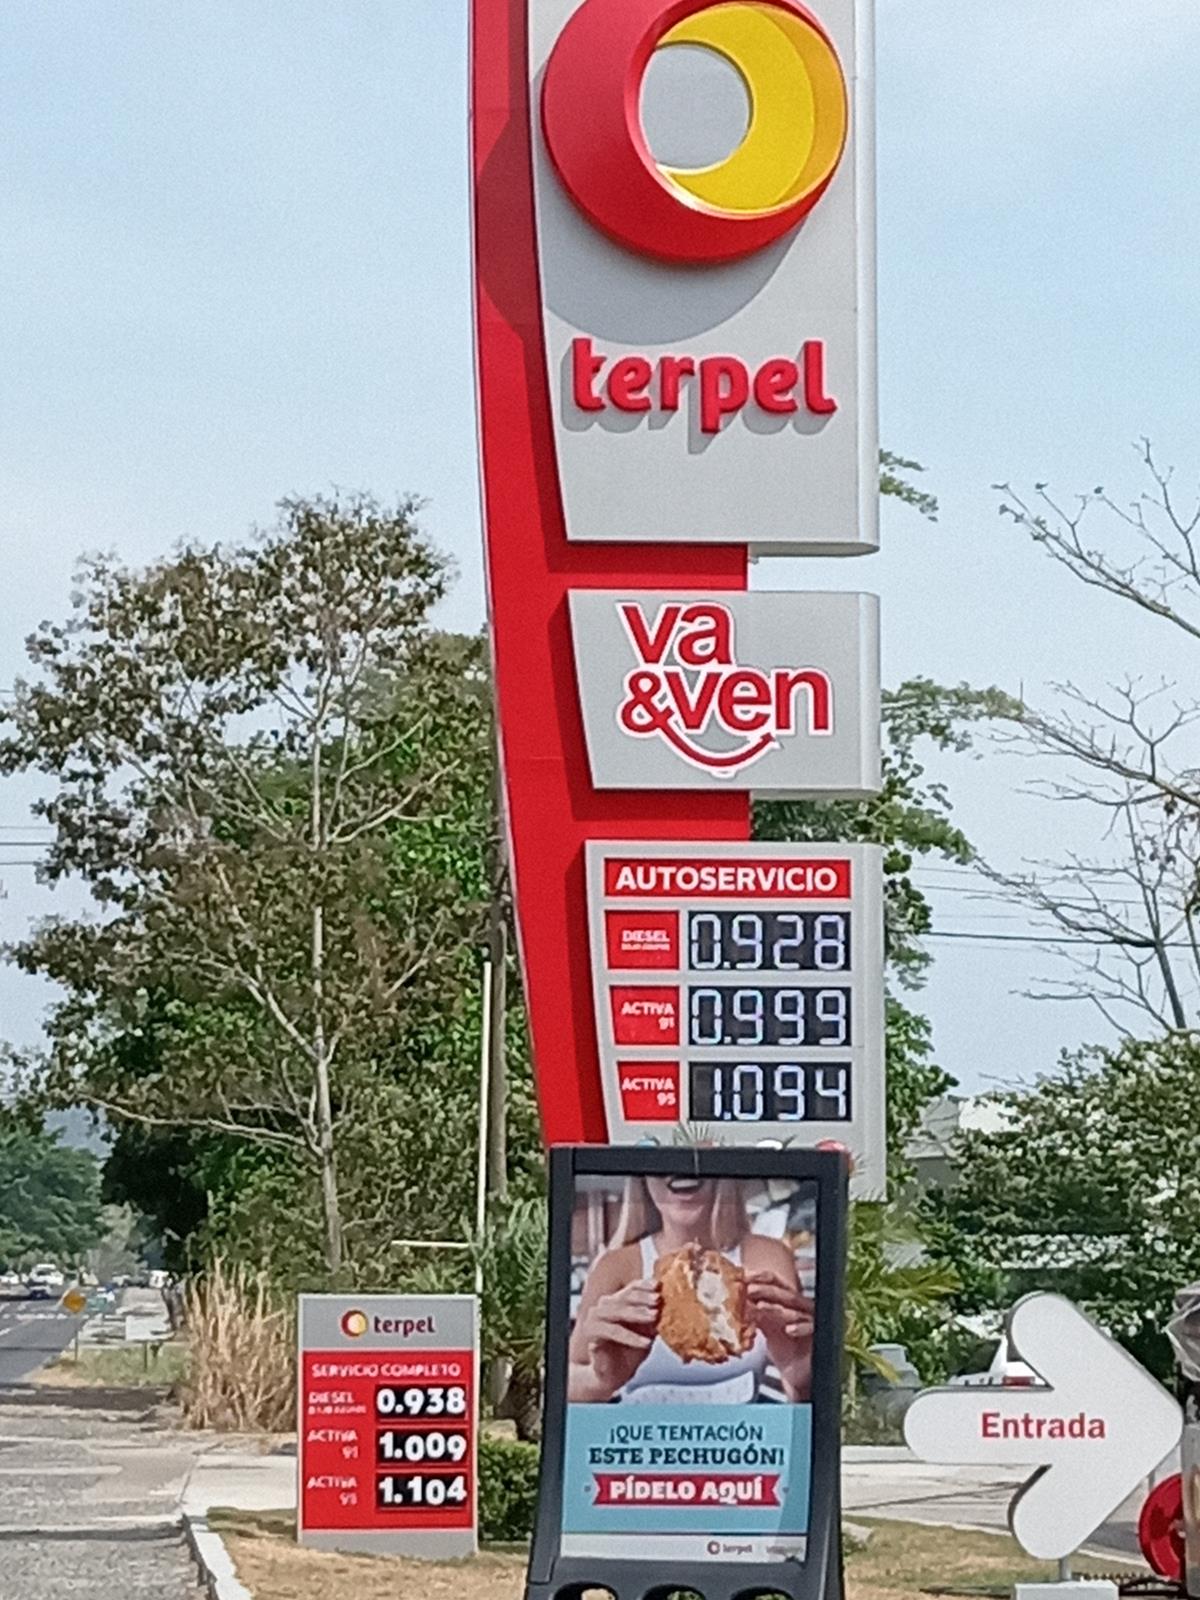 terpel
va
&ven
AUTOSERVICIO
DIESEL
0.928
ACTIVA
91
0.999
ACTIVA
95
1.094
terpel
SERVICIO COMPLETO
DIESEL
0.938
ACTIVA
91
1.009
ACTIVA
95
1.104
¡QUE TENTACIÓN
ESTE PECHUGÓN!
PÍDELO AQUÍ
terpel
Entrada